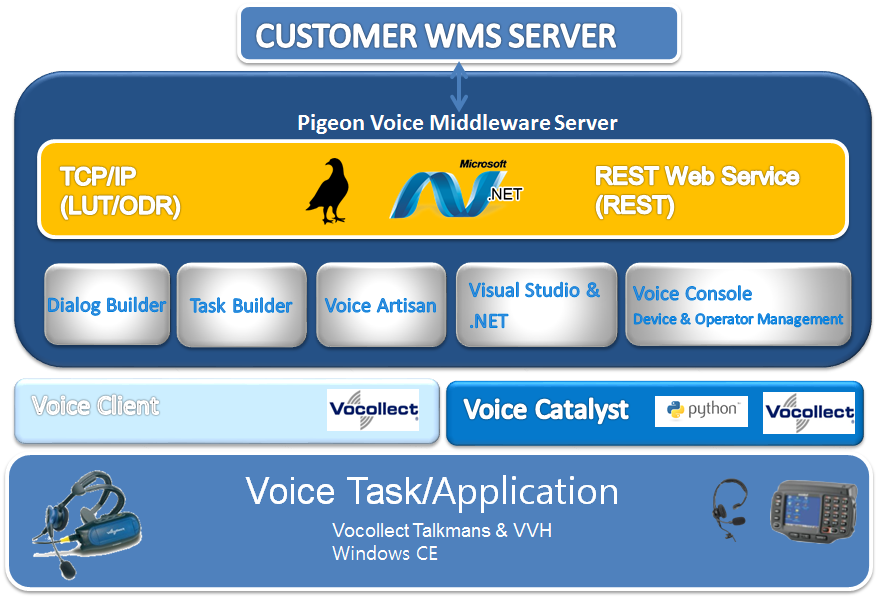 CUSTOMER WMS SERVER
Pigeon Voice Middleware Server
TCP/IP
(LUT/ODR)
Microsoft
.NET
REST Web Service
(REST)
Dialog Builder
Task Builder
Voice Artisan
Visual Studio &
.NET
Voice Console
Device & Operator Management
Voice Client
Vocollect
Voice Catalyst
python™
Vocollect
Voice Task/Application
Vocollect Talkmans & VVH
Windows CE